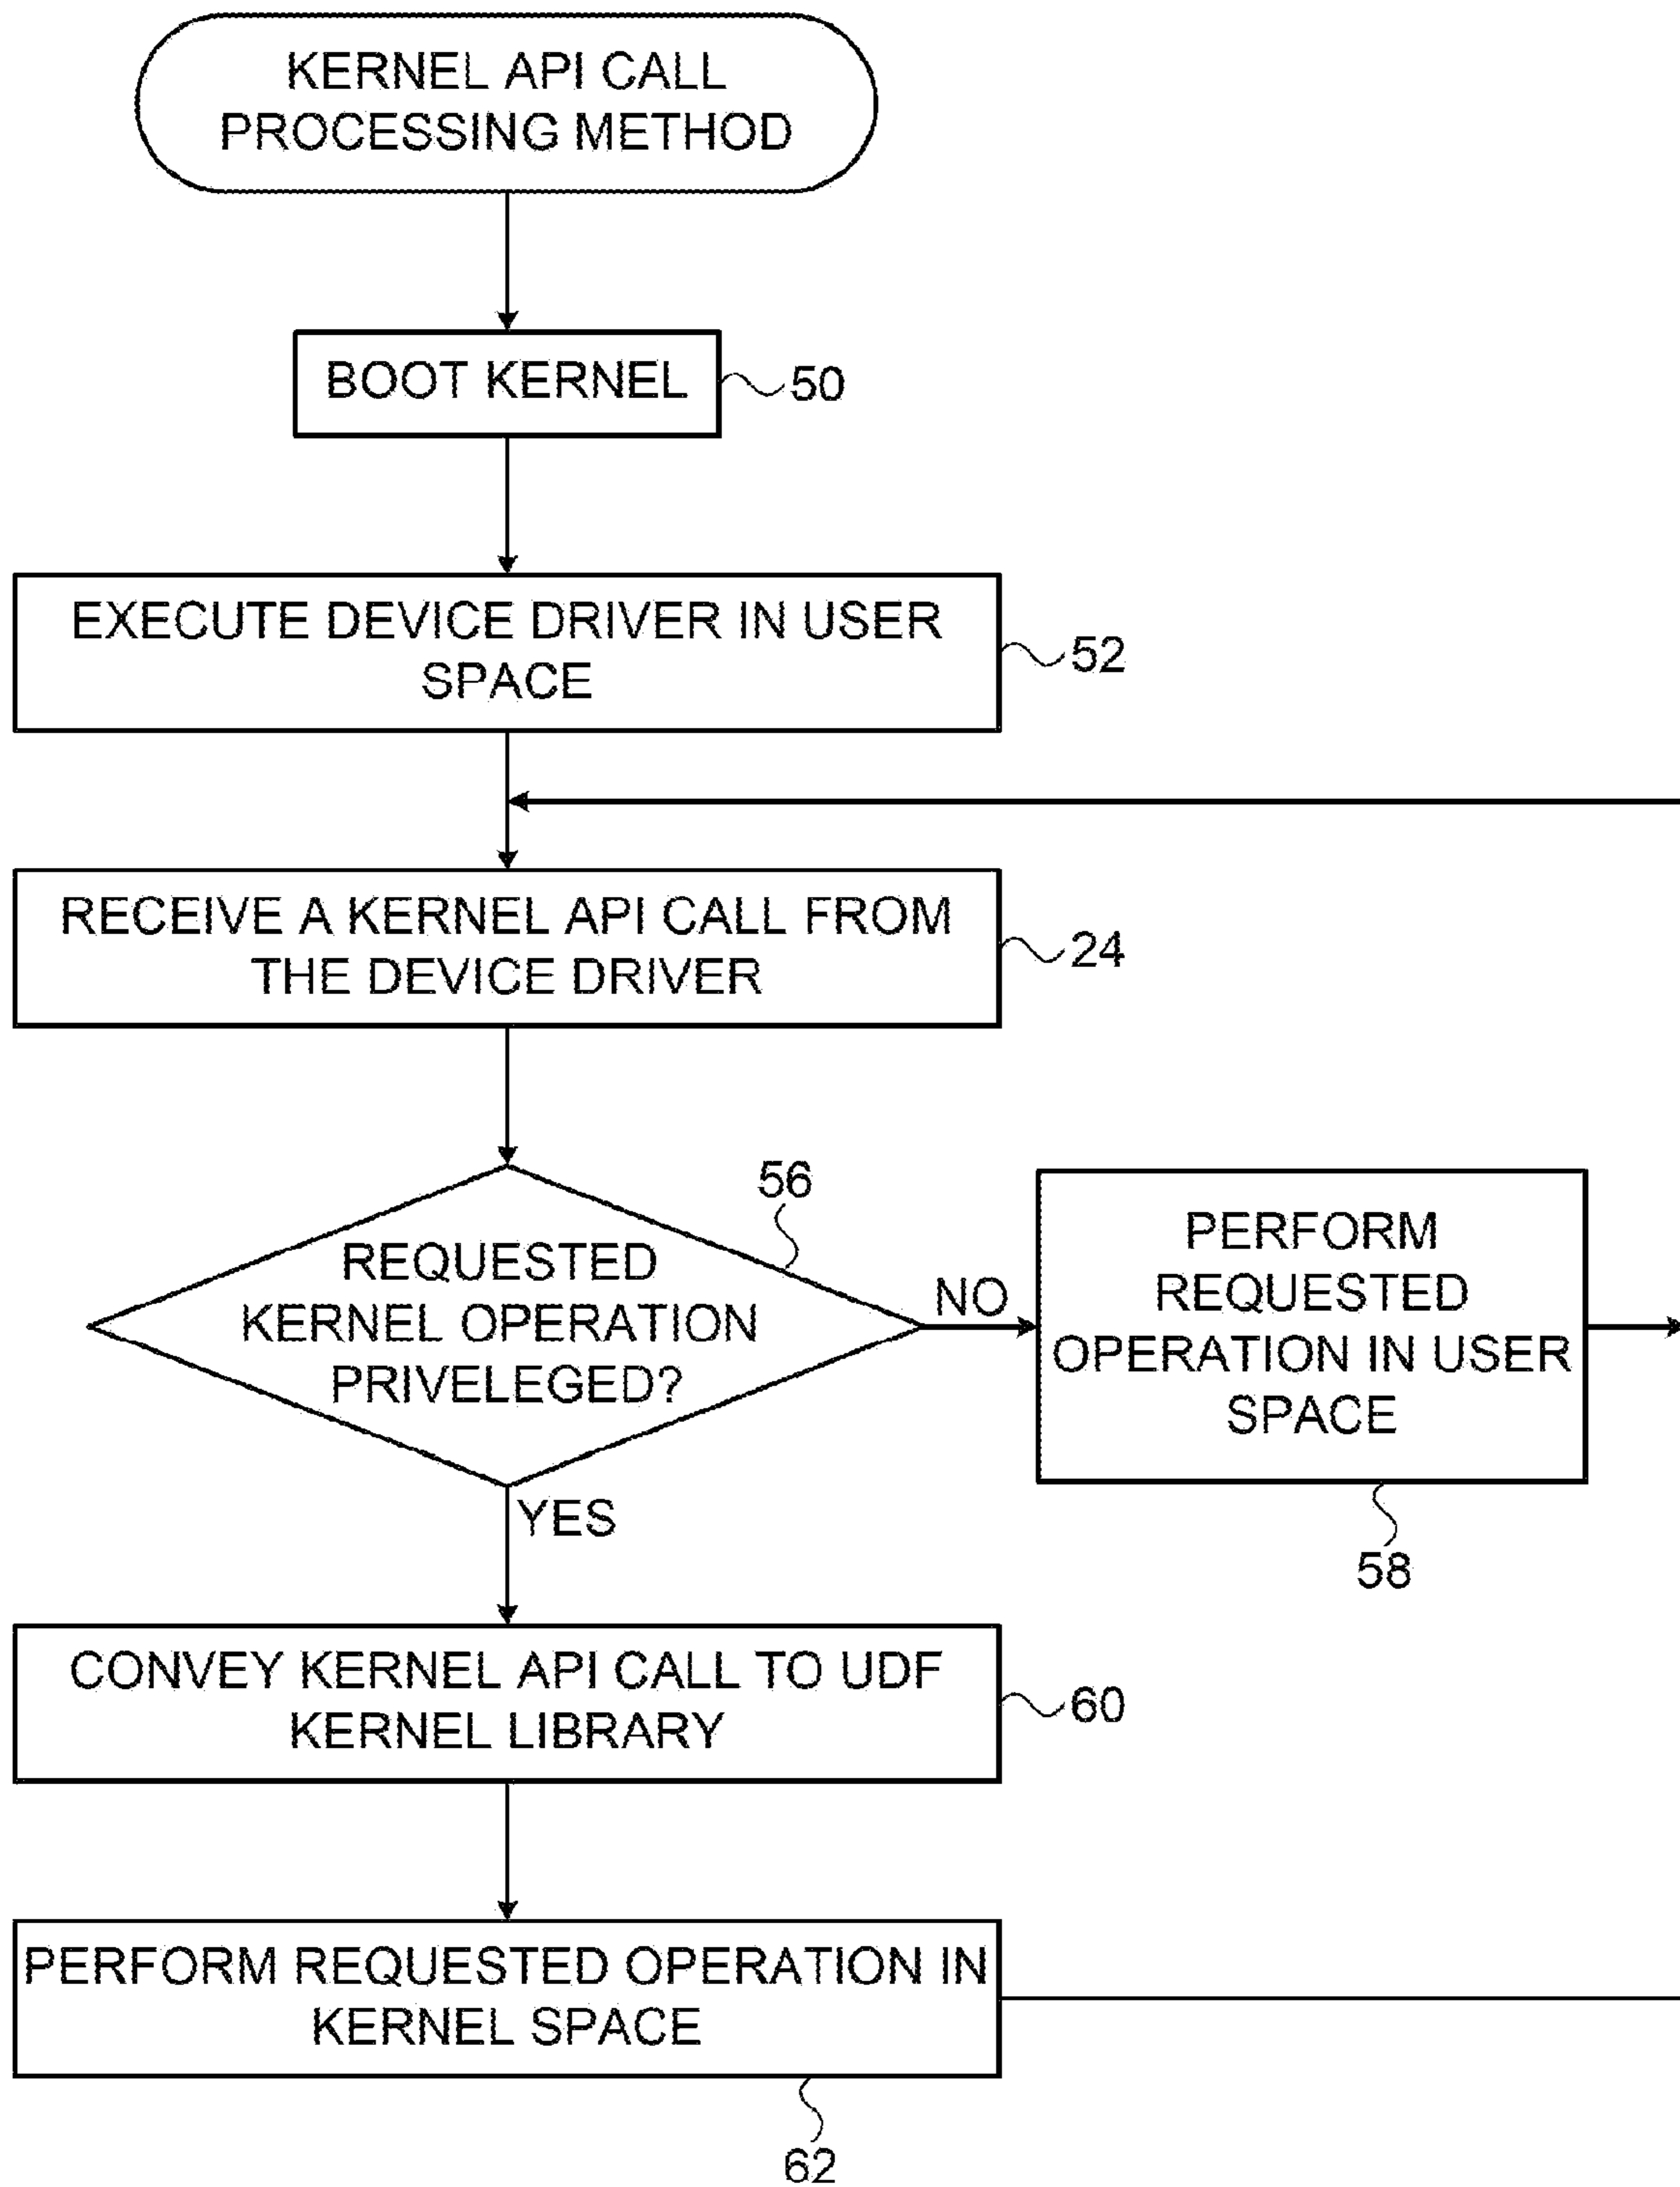 KERNEL API CALL
PROCESSING METHOD
BOOT KERNEL
50
EXECUTE DEVICE DRIVER IN USER
SPACE
52
RECEIVE A KERNEL API CALL FROM
THE DEVICE DRIVER
24
56
REQUESTED
KERNEL OPERATION
PRIVELEGED?
NO
PERFORM
REQUESTED
OPERATION IN USER
SPACE
58
YES
CONVEY KERNEL API CALL TO UDF
KERNEL LIBRARY
60
PERFORM REQUESTED OPERATION IN
KERNEL SPACE
62